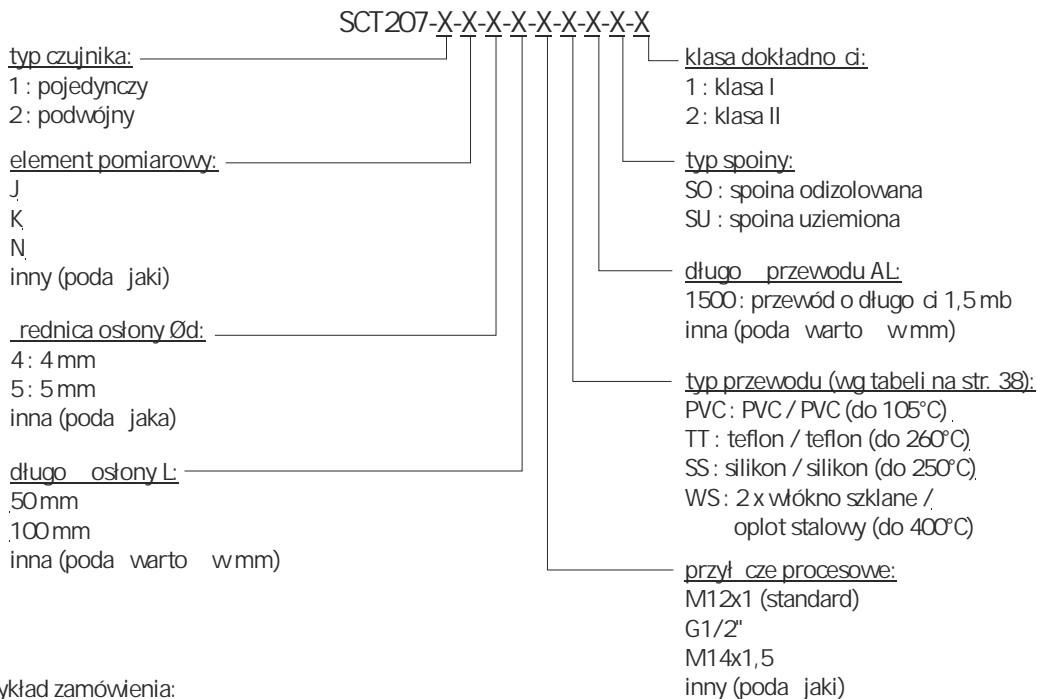 SCT207-X-X-X-X-X-X-X-X-X
typ czujnika:
1 : pojedynczy
2 : podwójny
element pomiarowy:
J
K
N
inny (poda jaki)
rednica osłony Ød:
4 : 4 mm
5 : 5 mm
inna (poda jaka)
długo osłony L:
50 mm
100 mm
inna (poda warto w mm)
klasa dokładno ci:
1 : klasa I
2 : klasa II
typ spoiny:
SO : spoina odizolowana
SU : spoina uziemiona
długo przewodu AL:
1500 : przewód o długo ci 1,5 mb
inna (poda warto w mm)
typ przewodu (wg tabeli na str. 38):
PVC : PVC / PVC (do 105°C)
TT : teflon / teflon (do 260°C)
SS : silikon / silikon (do 250°C)
WS : 2 x włókno szklane /
oplot stalowy (do 400°C)
przył cze procesowe:
M12x1 (standard)
G1/2"
M14x1,5
inny (poda jaki)
ykład zamówienia: